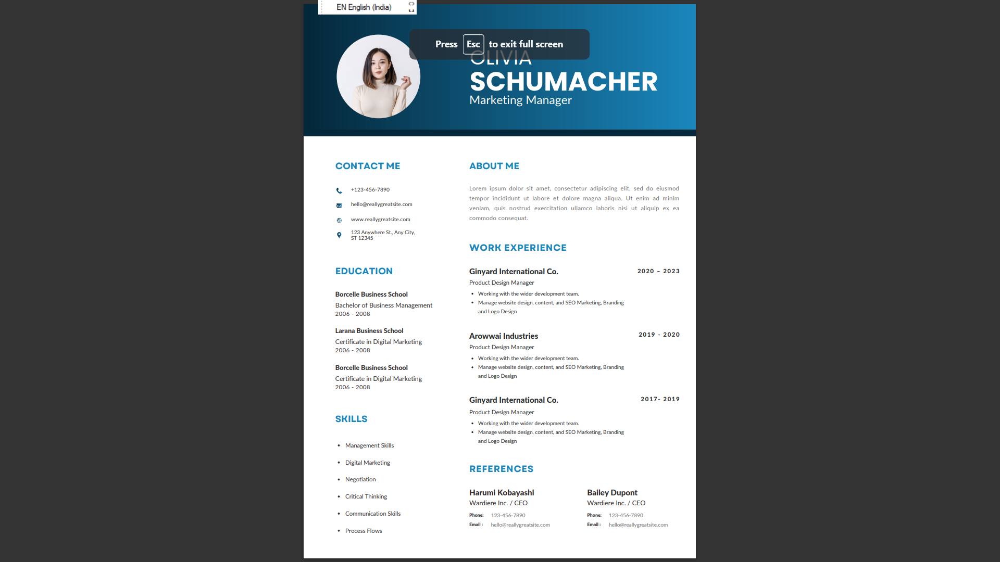 EN English (India)
Press Esc to exit full screen
OLIVIA
SCHUMACHER
Marketing Manager
CONTACT ME
+123-456-7890
hello@reallygreatsite.com
www.reallygreatsite.com
123 Anywhere St., Any City,
ST 12345
EDUCATION
Borcelle Business School
Bachelor of Business Management
2006 - 2008
Larana Business School
Certificate in Digital Marketing
2006 - 2008
Borcelle Business School
Certificate in Digital Marketing
2006 - 2008
SKILLS
• Management Skills
• Digital Marketing
• Negotiation
• Critical Thinking
• Communication Skills
• Process Flows
ABOUT ME
Lorem ipsum dolor sit amet, consectetur adipiscing elit, sed do eiusmod
tempor incididunt ut labore et dolore magna aliqua. Ut enim ad minim
veniam, quis nostrud exercitation ullamco laboris nisi ut aliquip ex ea
commodo consequat.
WORK EXPERIENCE
Ginyard International Co. 2020 – 2023
Product Design Manager
• Working with the wider development team.
• Manage website design, content, and SEO Marketing, Branding
and Logo Design
Arowwai Industries 2019 - 2020
Product Design Manager
• Working with the wider development team.
• Manage website design, content, and SEO Marketing, Branding
and Logo Design
Ginyard International Co. 2017- 2019
Product Design Manager
• Working with the wider development team.
• Manage website design, content, and SEO Marketing, Branding
and Logo Design
REFERENCES
Harumi Kobayashi
Wardiere Inc. / CEO
Phone: 123-456-7890
Email : hello@reallygreatsite.com
Bailey Dupont
Wardiere Inc. / CEO
Phone: 123-456-7890
Email : hello@reallygreatsite.com